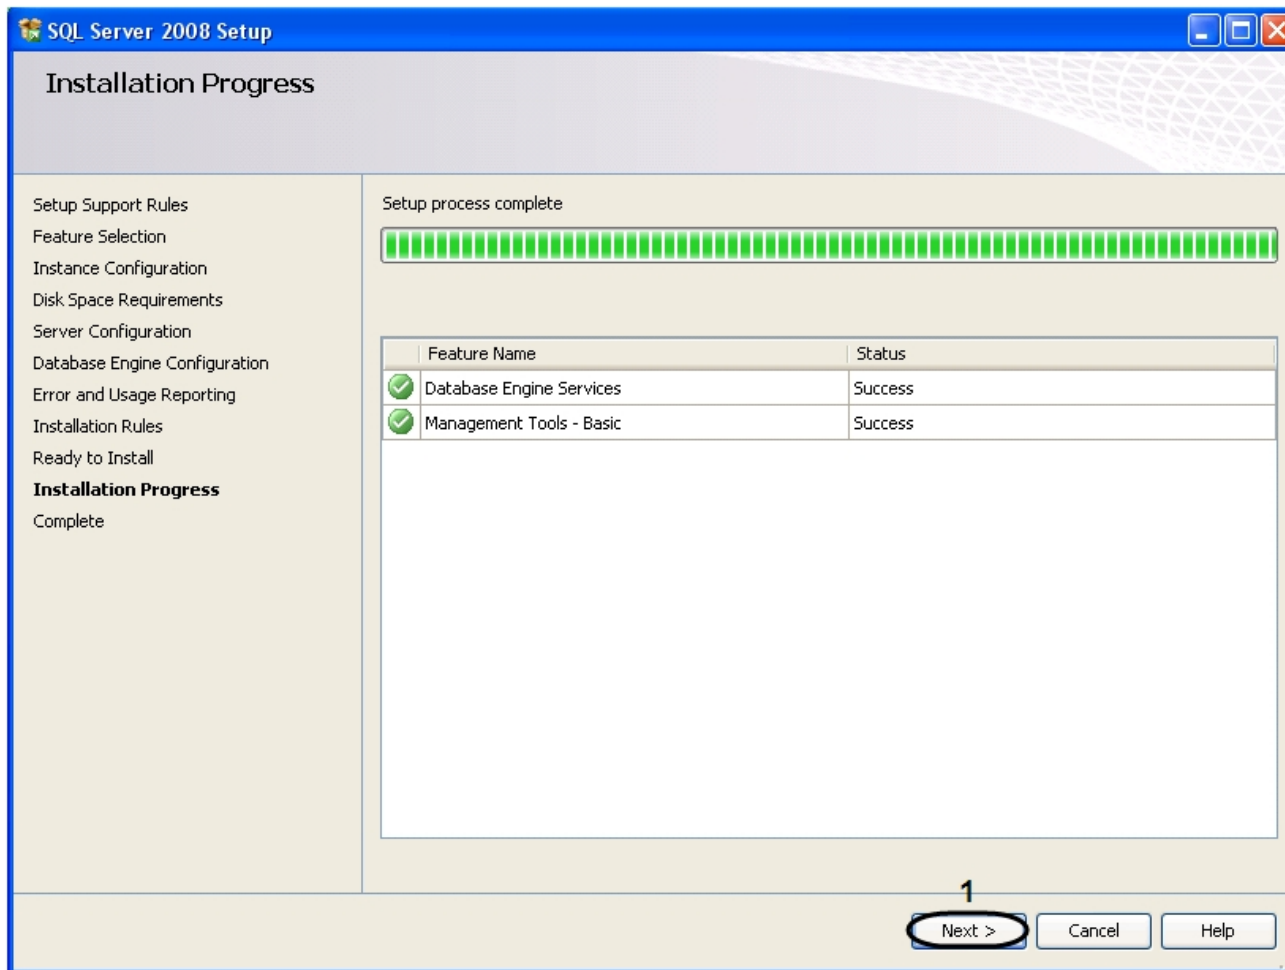 SQL Server 2008 Setup
Installation Progress
Setup Support Rules
Feature Selection
Instance Configuration
Disk Space Requirements
Server Configuration
Database Engine Configuration
Error and Usage Reporting
Installation Rules
Ready to Install
Installation Progress
Complete
Setup process complete
Feature Name Status
Database Engine Services Success
Management Tools - Basic Success
1
Next > Cancel Help